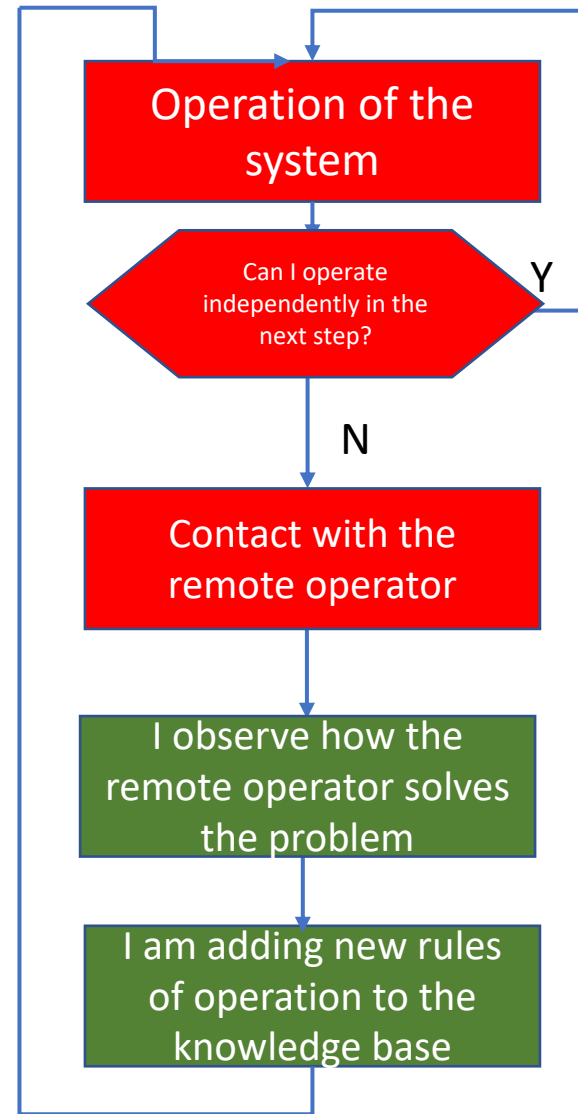 Operation of the
system
Can I operate
independently in the
next step?
Y
N
Contact with the
remote operator
I observe how the
remote operator solves
the problem
I am adding new rules
of operation to the
knowledge base